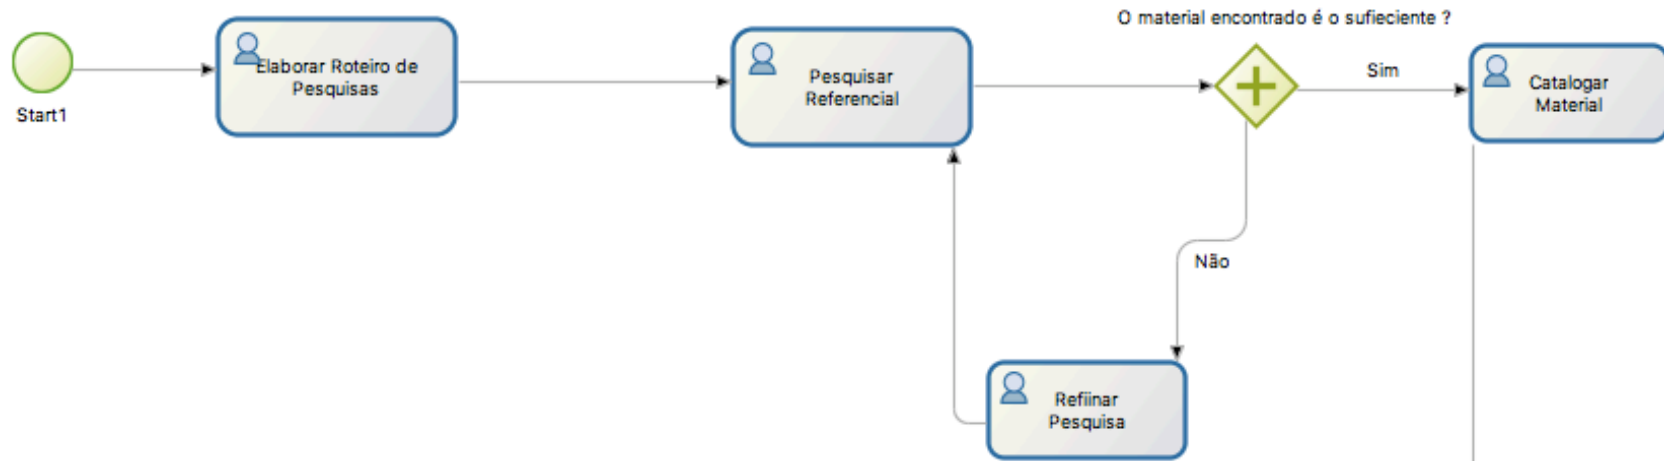 O material encontrado é o sufieciente ?
Start1
Elaborar Roteiro de
Pesquisas
Pesquisar
Referencial
Sim
Catalogar
Material
Não
Refiinar
Pesquisa